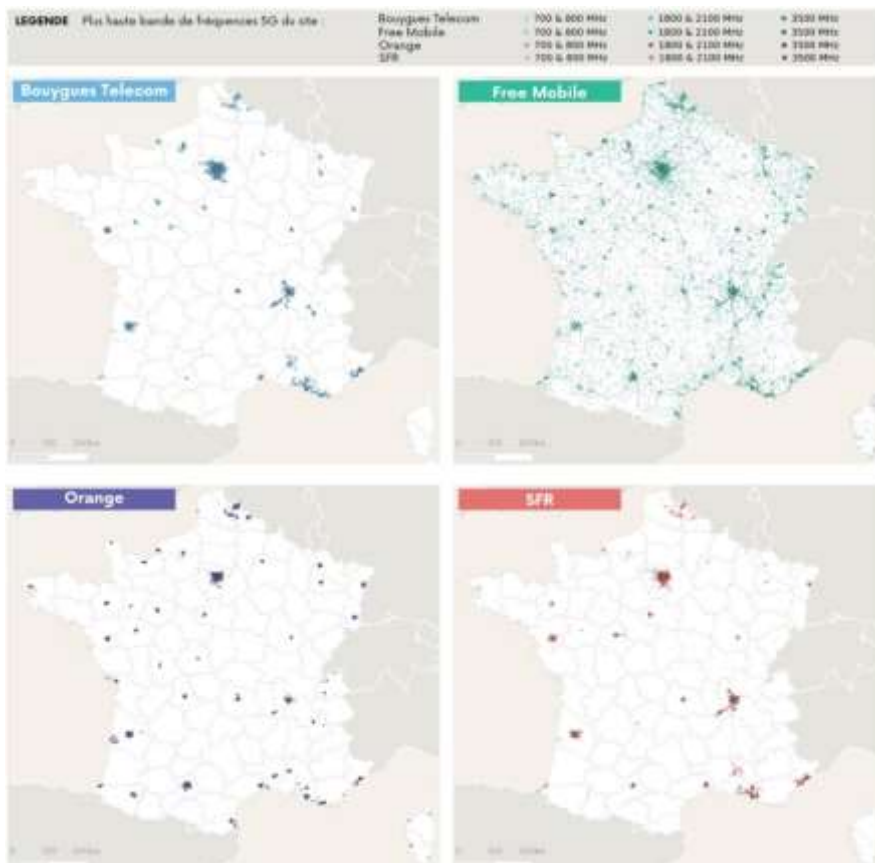 LEGENDE Plus haute bande de fréquences 5G du site :
Bouygues Telecom 700 & 800 MHz 1800 & 2100 MHz 3500 MHz
Free Mobile 700 & 800 MHz 1800 & 2100 MHz 3500 MHz
Orange 700 & 800 MHz 1800 & 2100 MHz 3500 MHz
SFR 700 & 800 MHz 1800 & 2100 MHz 3500 MHz
Bouygues Telecom
Free Mobile
Orange
SFR